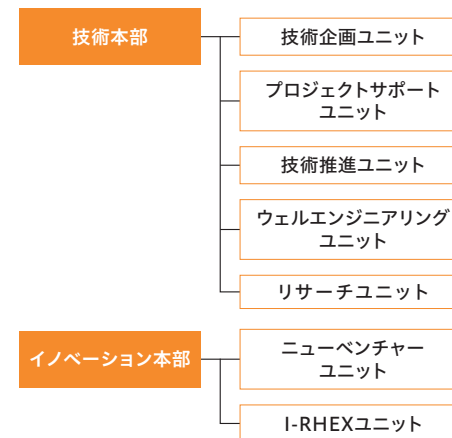 技術本部
技術企画ユニット
プロジェクトサポート
ユニット
技術推進ユニット
ウェルエンジニアリング
ユニット
リサーチユニット
イノベーション本部
ニューベンチャー
ユニット
I-RHEXユニット